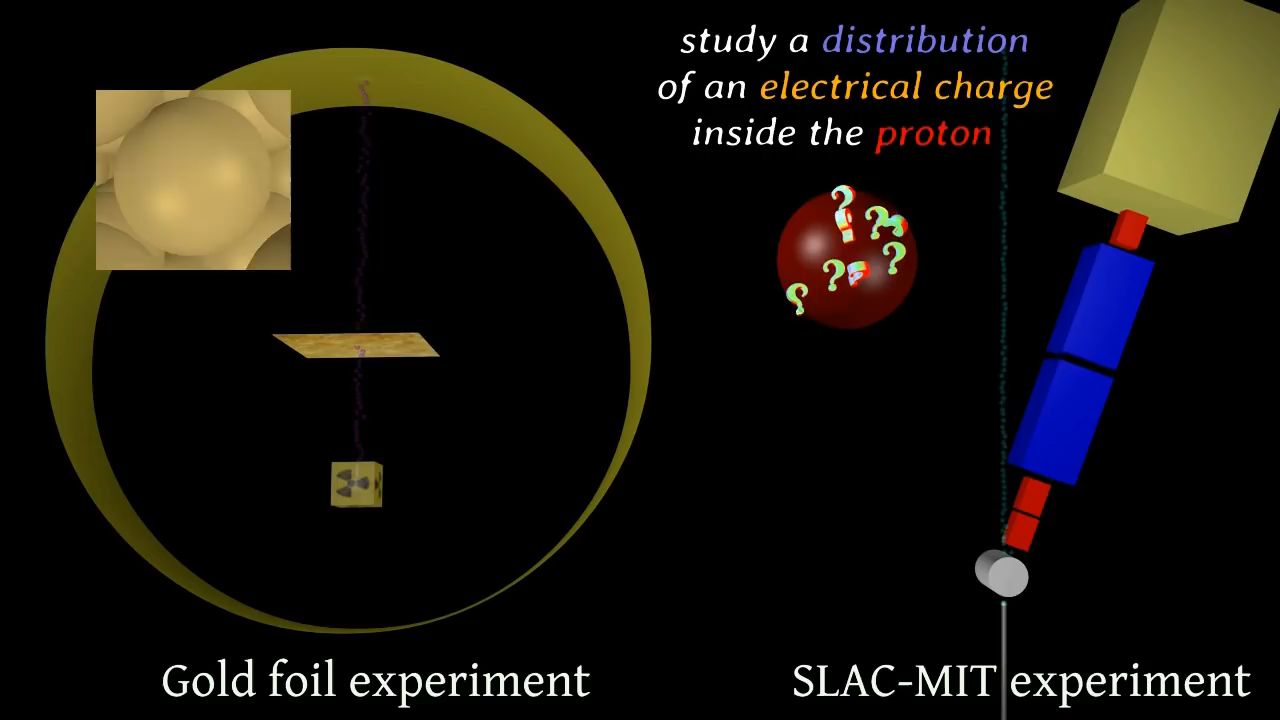 study a distribution
of an electrical charge
inside the proton
? ? ? ? ?
Gold foil experiment
SLAC-MIT experiment